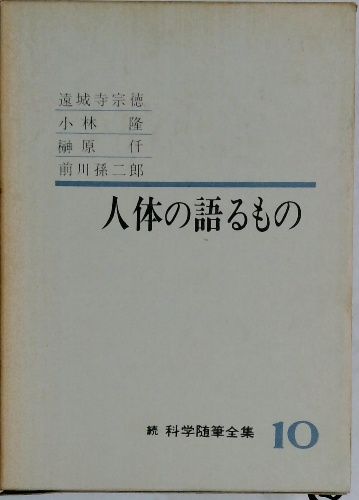 遠城寺宗徳
小林 隆
榊原 仟
前川孫二郎
人体の語るもの
続 科学随筆全集 10